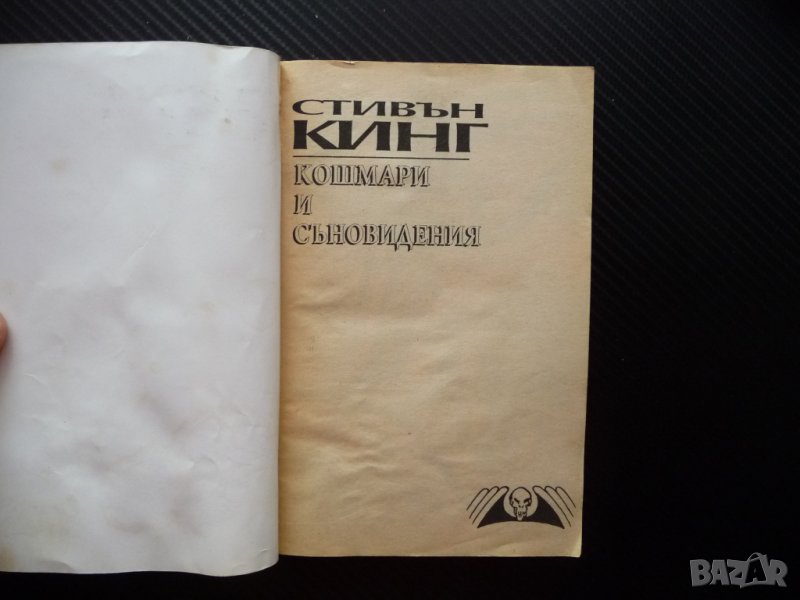 СТИВЪН
КИНГ
КОШМАРИ
И
СЪНОВИДЕНИЯ
BAZAR